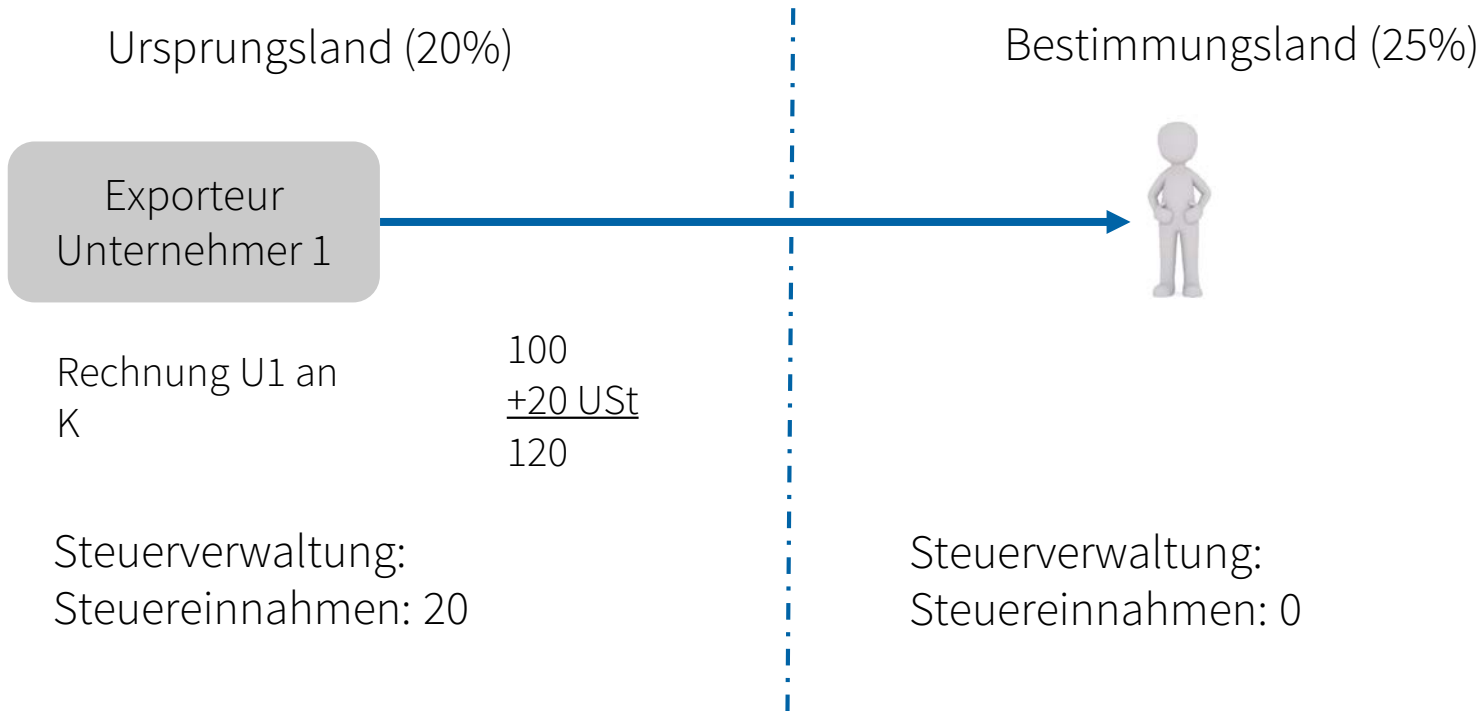 Ursprungsland (20%)
Bestimmungsland (25%)
Exporteur
Unternehmer 1
Rechnung U1 an
K
100
+20 USt
120
Steuerverwaltung:
Steuereinnahmen: 20
Steuerverwaltung:
Steuereinnahmen: 0